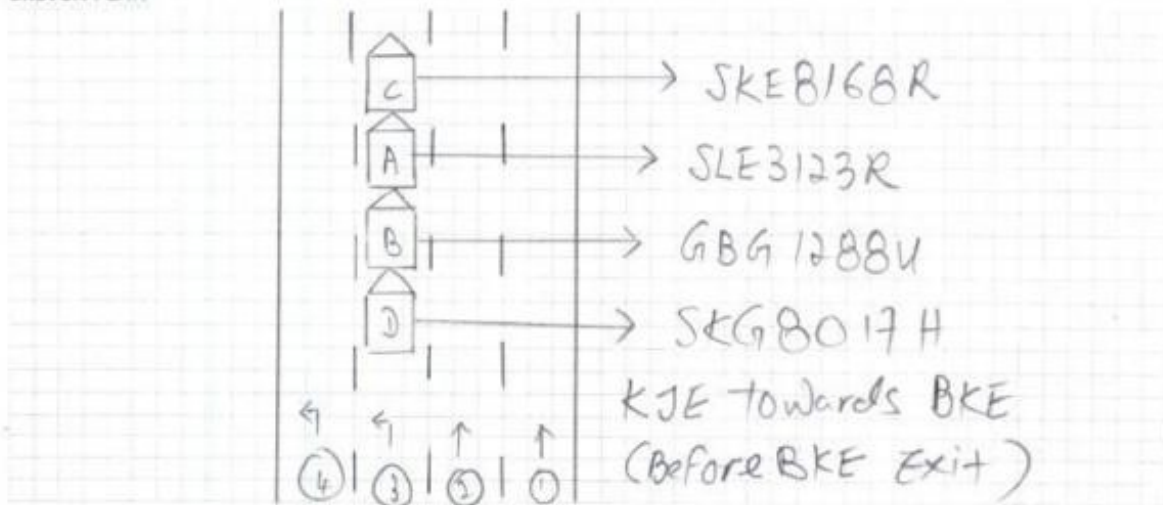 C → SKE8168R
A → SLE3123R
B → GBG1288U
D → SKG8017H
KJE Towards BKE
(Before BKE Exit)
4 3 2 1